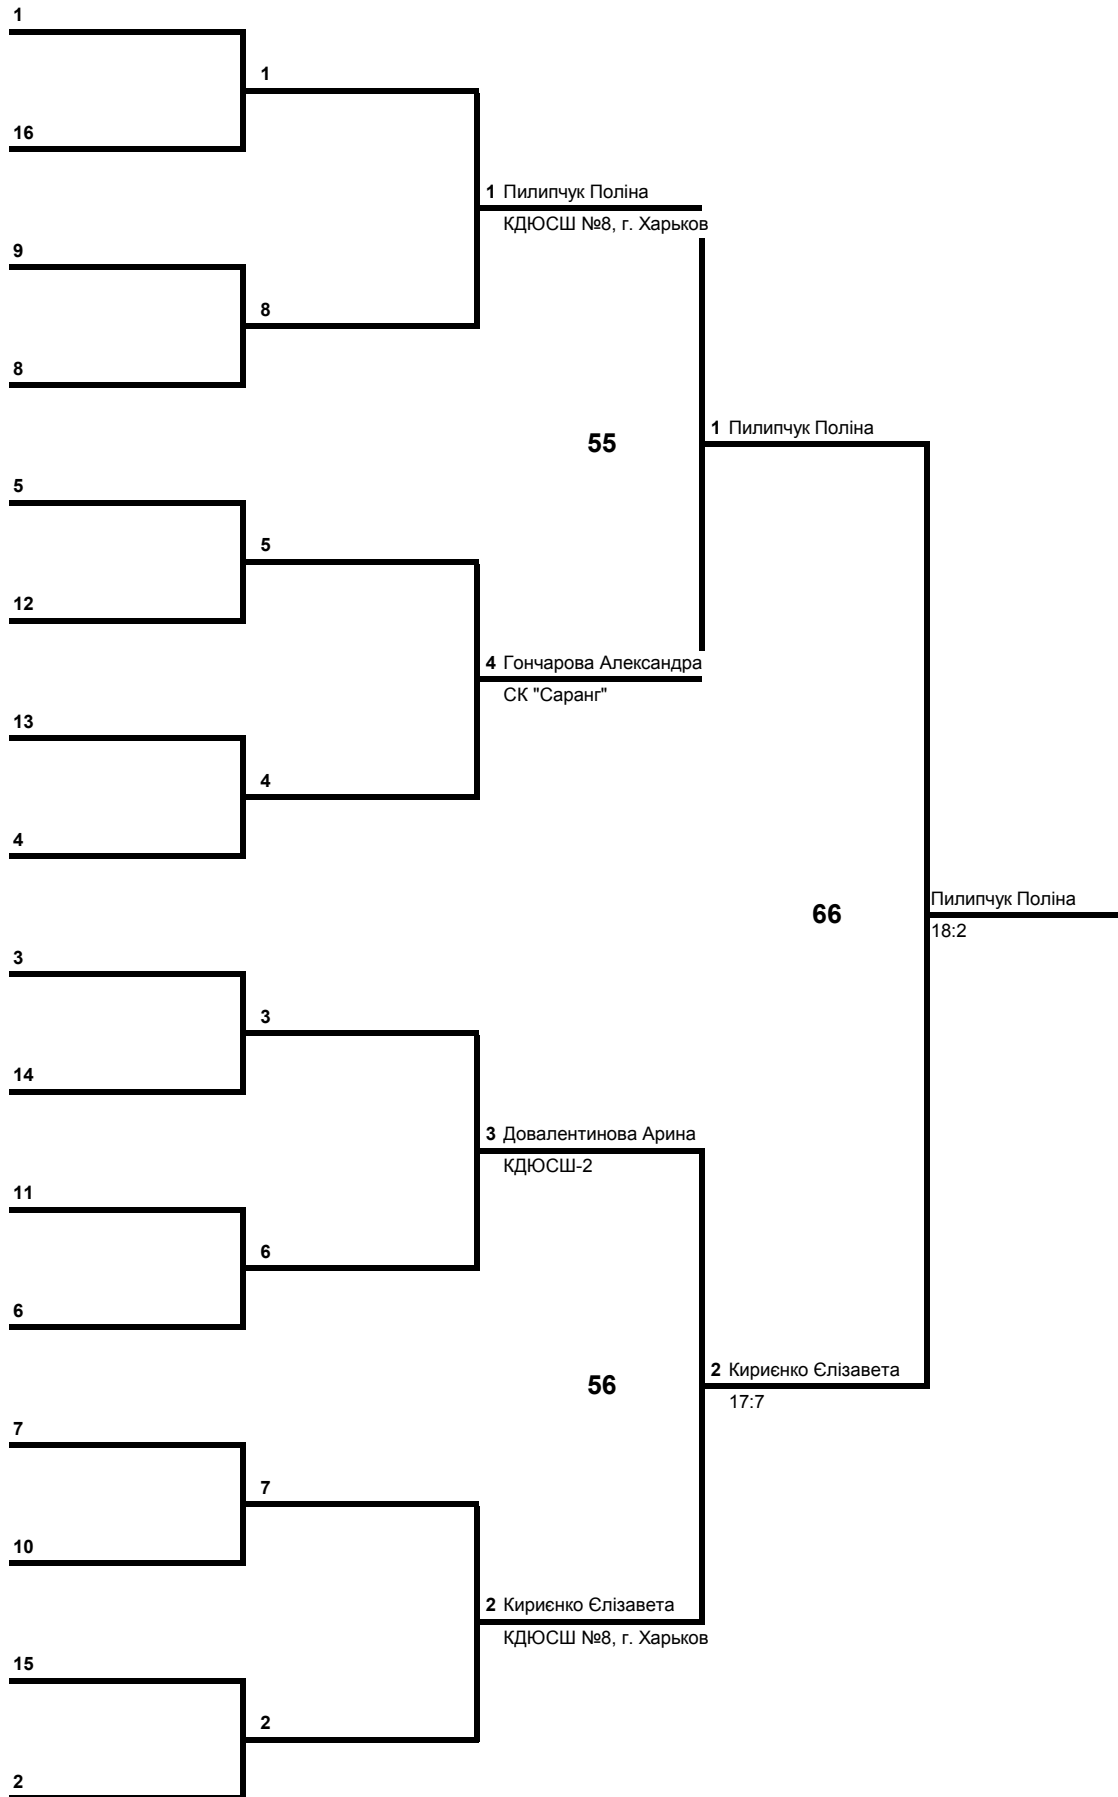 1
1
16
1 Пилипчук Поліна
КДЮСШ №8, г. Харьков
9
8
8
55
1 Пилипчук Поліна
5
5
12
4 Гончарова Александра
СК "Саранг"
13
4
4
66
Пилипчук Поліна
18:2
3
3
14
3 Довалентинова Арина
КДЮСШ-2
11
6
6
56
2 Кириєнко Єлізавета
17:7
7
7
10
2 Кириєнко Єлізавета
КДЮСШ №8, г. Харьков
15
2
2